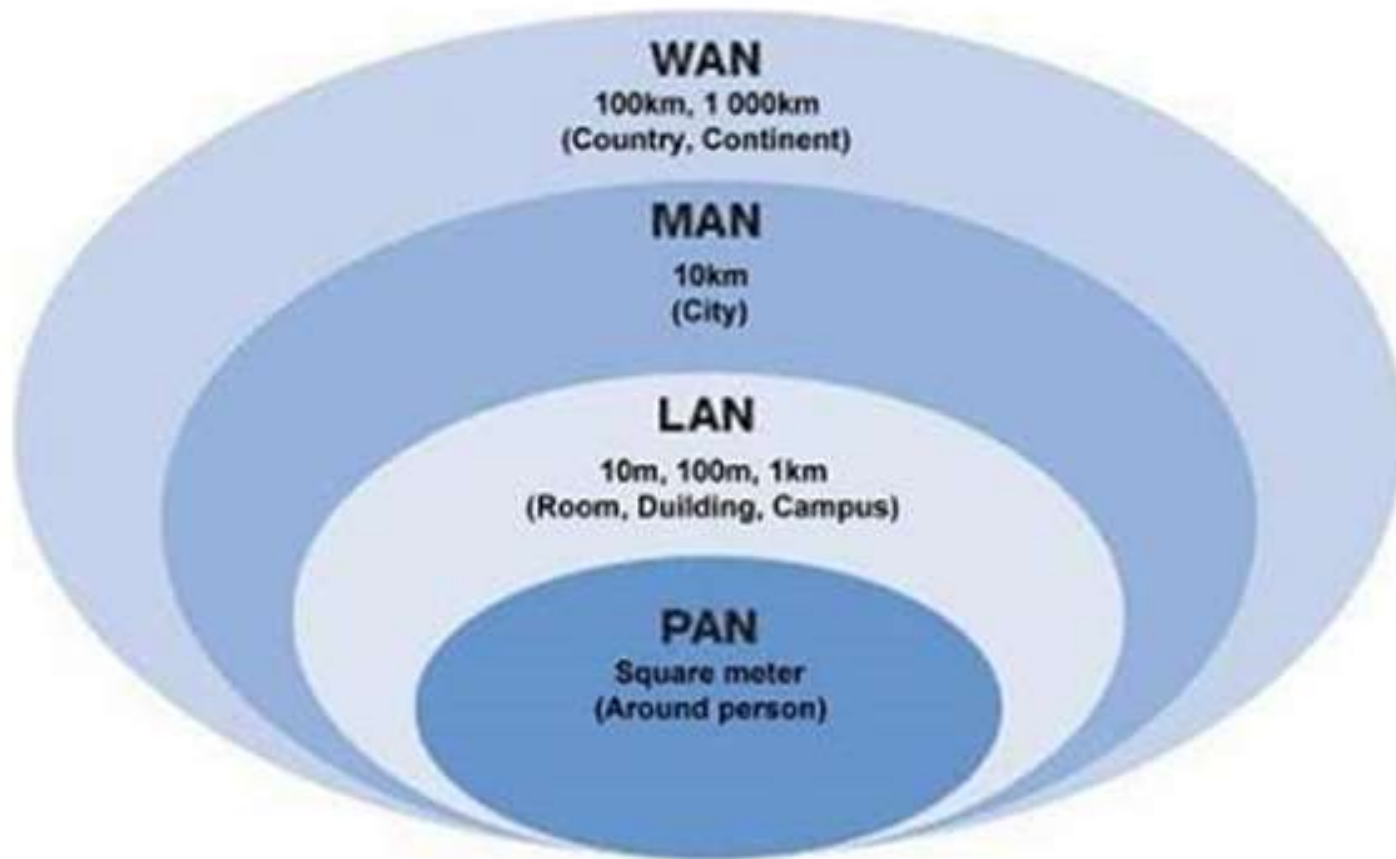 WAN
100km, 1 000km
(Country, Continent)
MAN
10km
(City)
LAN
10m, 100m, 1km
(Room, Duilding, Campus)
PAN
Square meter
(Around person)